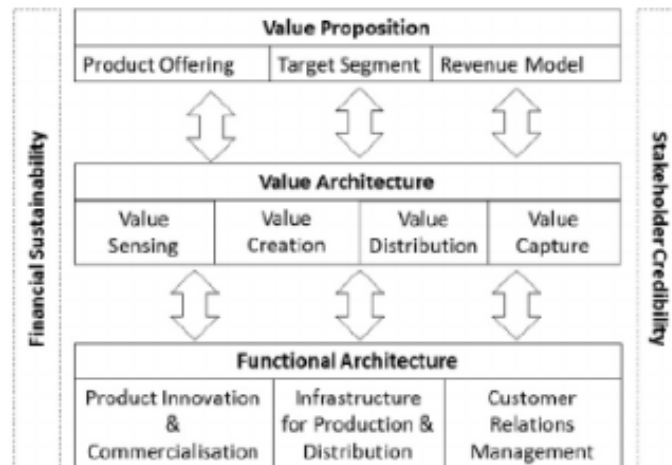 Value Proposition
Product Offering
Target Segment
Revenue Model
Financial Sustainability
Stakeholder Credibility
Value Architecture
Value
Sensing
Value
Creation
Value
Distribution
Value
Capture
Functional Architecture
Product Innovation
&
Commercialisation
Infrastructure
for Production &
Distribution
Customer
Relations
Management